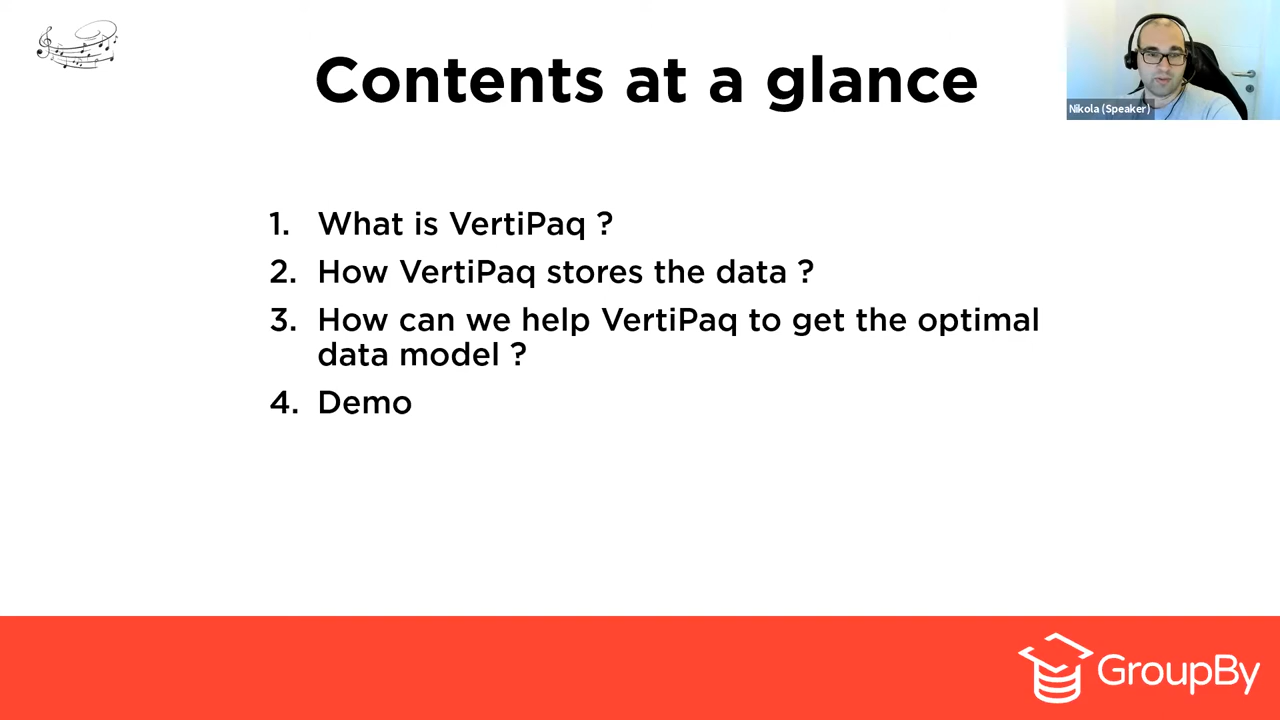 Contents at a glance
Nikola (Speaker)
1. What is VertiPaq ?
2. How VertiPaq stores the data ?
3. How can we help VertiPaq to get the optimal
data model ?
4. Demo
GroupBy